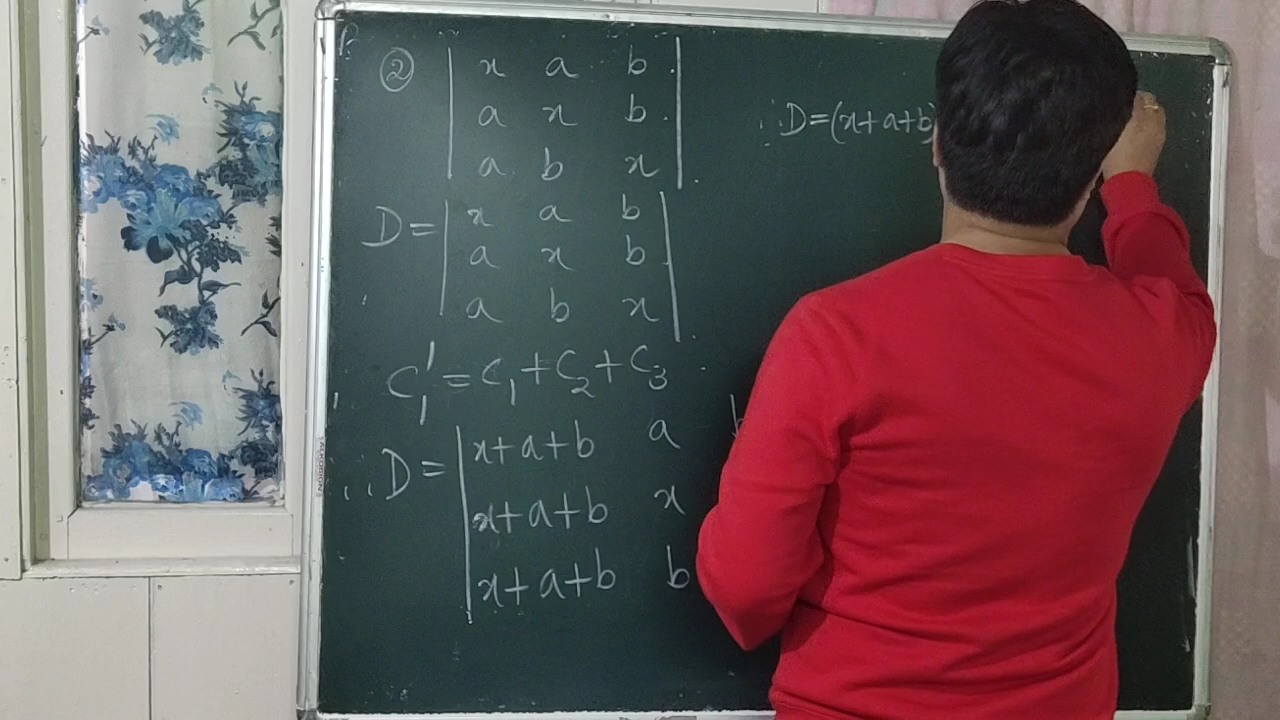 ② | x a b |
| a x b |
| a b x |
D = | x a b |
| a x b |
| a b x |
C₁' = C₁ + C₂ + C₃
∴ D = | x+a+b a b
| x+a+b x
| x+a+b b
∴ D = (x+a+b)